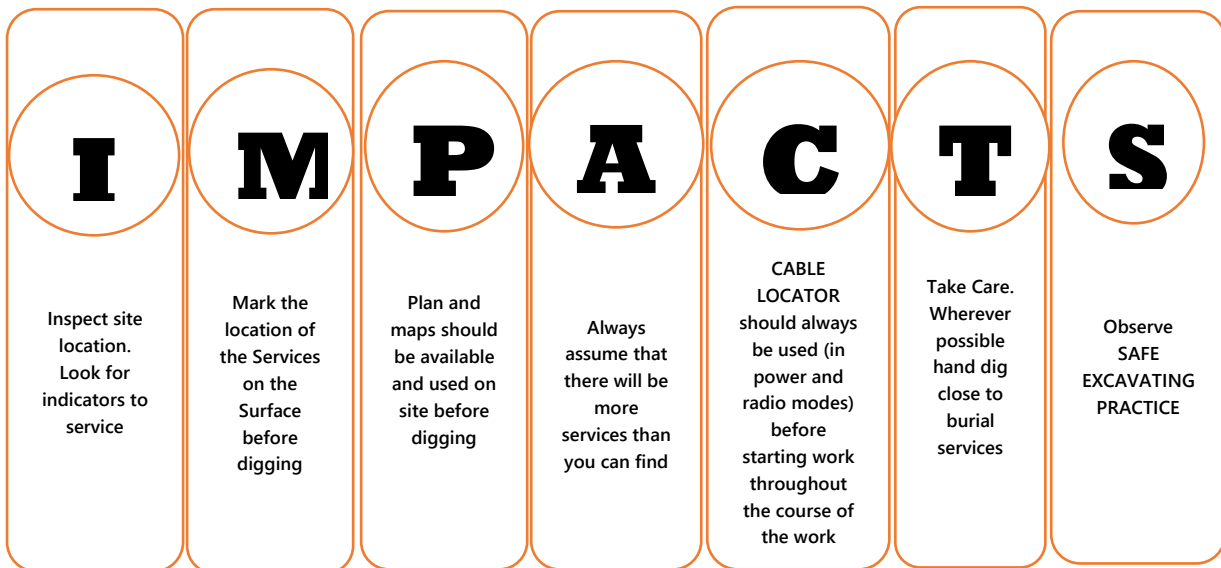 I
M
P
A
C
T
S
Inspect site
location.
Look for
indicators to
service
Mark the
location of
the Services
on the
Surface
before
digging
Plan and
maps should
be available
and used on
site before
digging
Always
assume that
there will be
more
services than
you can find
CABLE
LOCATOR
should always
be used (in
power and
radio modes)
before
starting work
throughout
the course of
the work
Take Care.
Wherever
possible
hand dig
close to
burial
services
Observe
SAFE
EXCAVATING
PRACTICE